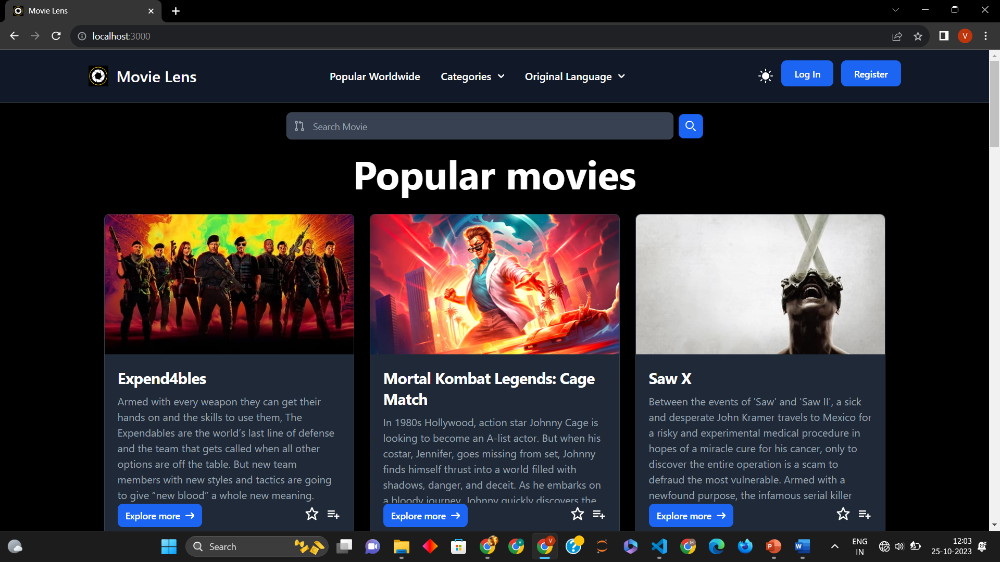 Movie Lens
localhost:3000
V
Movie Lens
Popular Worldwide
Categories
Original Language
Log In
Register
Search Movie
Popular movies
Expend4bles
Armed with every weapon they can get their
hands on and the skills to use them, The
Expendables are the world’s last line of defense
and the team that gets called when all other
options are off the table. But new team
members with new styles and tactics are going
to give “new blood” a whole new meaning.
Explore more
Mortal Kombat Legends: Cage
Match
In 1980s Hollywood, action star Johnny Cage is
looking to become an A-list actor. But when his
costar, Jennifer, goes missing from set, Johnny
finds himself thrust into a world filled with
shadows, danger, and deceit. As he embarks on
a bloody journey, Johnny quickly discovers the
Explore more
Saw X
Between the events of 'Saw' and 'Saw II', a sick
and desperate John Kramer travels to Mexico for
a risky and experimental medical procedure in
hopes of a miracle cure for his cancer, only to
discover the entire operation is a scam to
defraud the most vulnerable. Armed with a
newfound purpose, the infamous serial killer
Explore more
Search
V
V
M
P
W
ENG
IN
12:03
25-10-2023